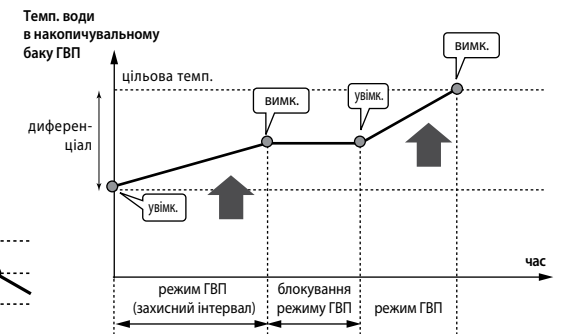 Темп. води
в накопичувальному
баку ГВП
цільова темп.
вимк.
вимк.
увімк.
диферен-
ціал
увімк.
час
режим ГВП
(захисний інтервал)
блокування
режиму ГВП
режим ГВП